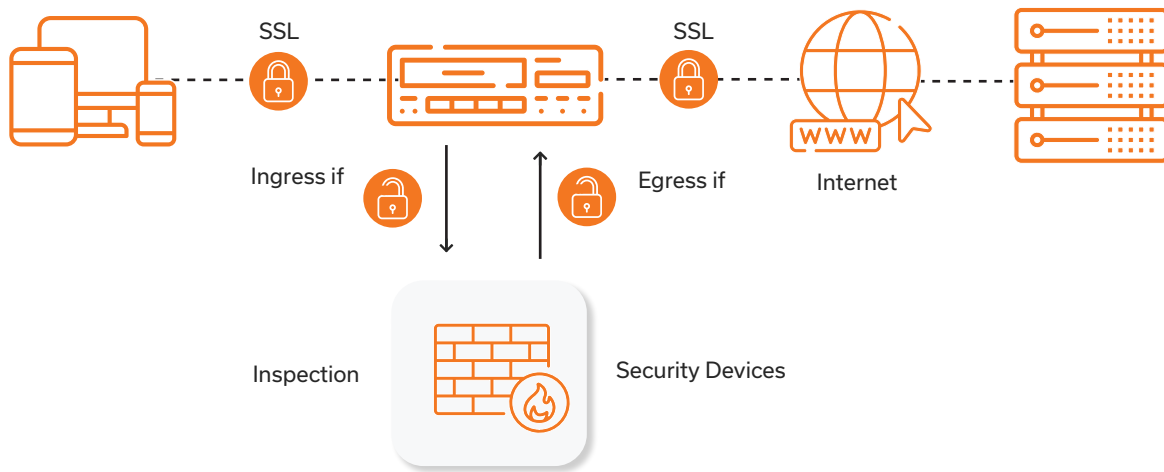 SSL
SSL
WWW
Ingress if
Egress if
Internet
Inspection
Security Devices